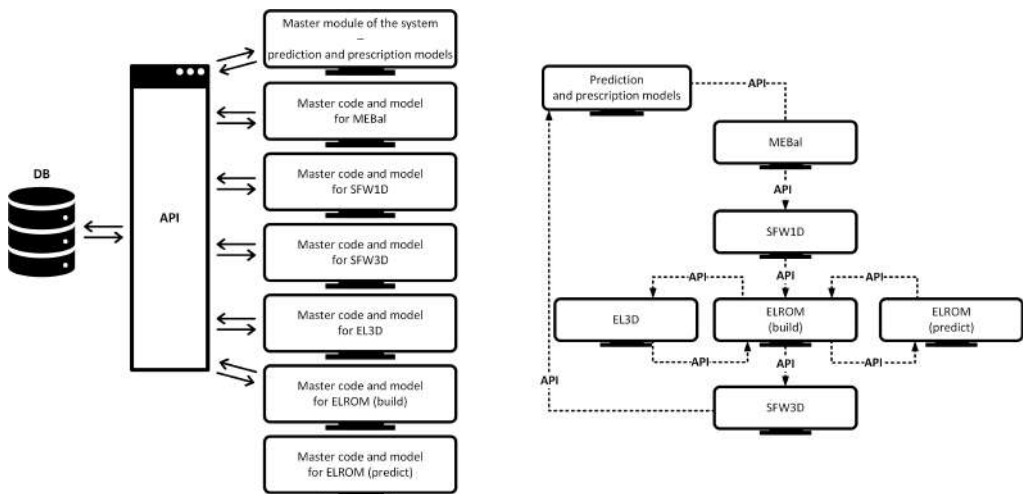 Master module of the system
–
prediction and prescription models
Master code and model
for MEBal
Master code and model
for SFW1D
Master code and model
for SFW3D
Master code and model
for EL3D
Master code and model
for ELROM (build)
Master code and model
for ELROM (predict)
DB
API
Prediction
and prescription models
API
MEBal
API
SFW1D
API
API
API
EL3D
ELROM
(build)
ELROM
(predict)
API
API
API
API
SFW3D